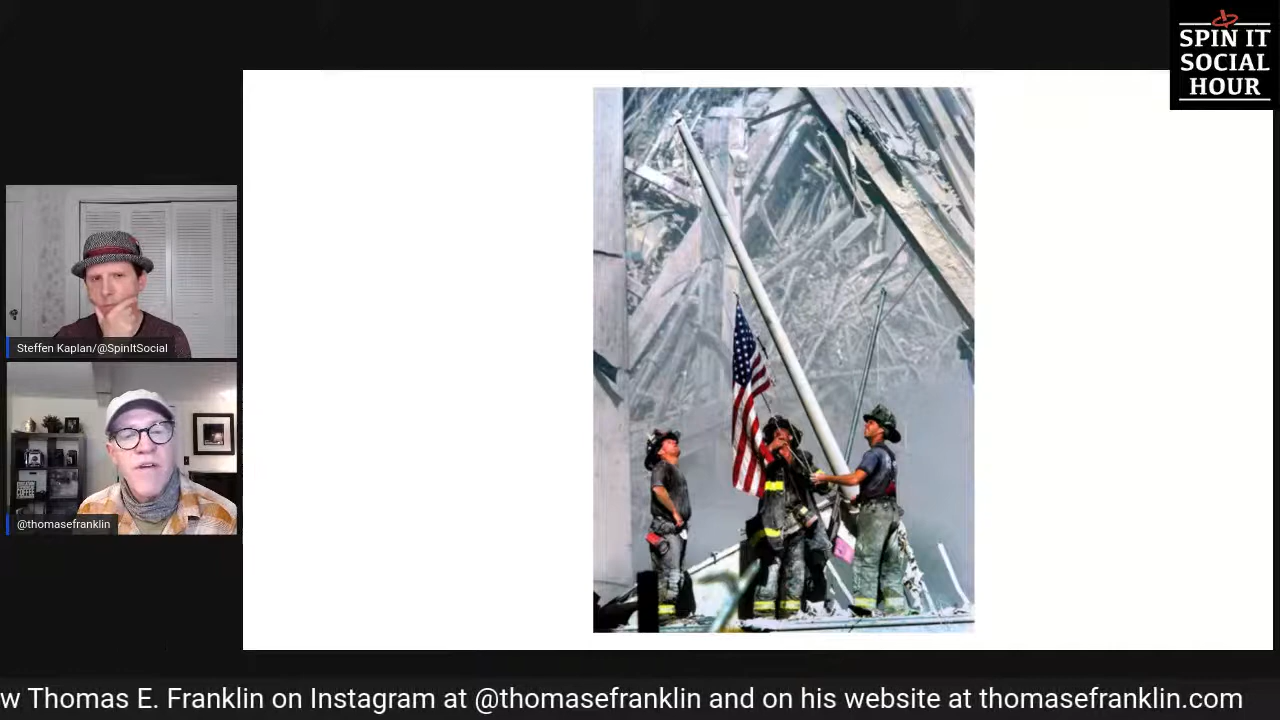 SPIN IT
SOCIAL
HOUR
Steffen Kaplan/@SpinItSocial
@thomasefranklin
w Thomas E. Franklin on Instagram at @thomasefranklin and on his website at thomasefranklin.com